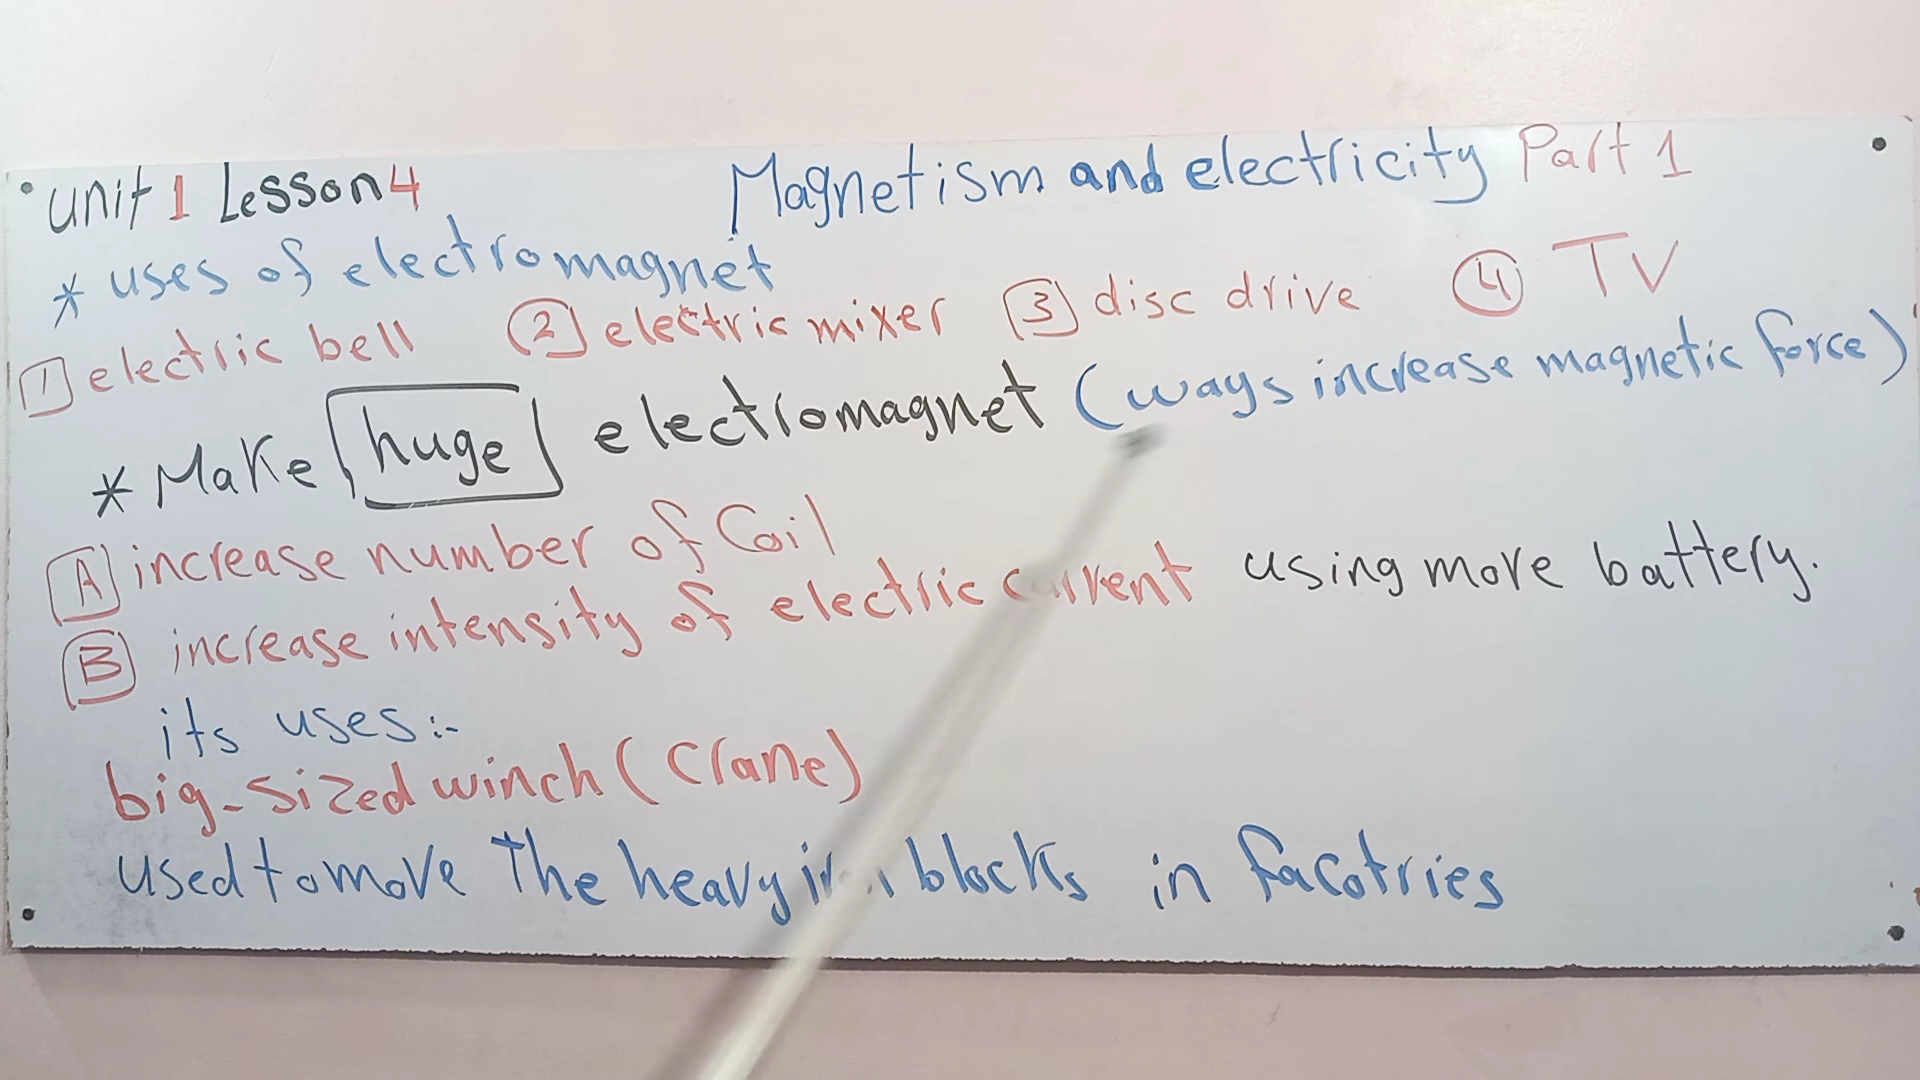 unit 1 Lesson 4 Magnetism and electricity Part 1
* uses of electromagnet
1 electric bell 2 electric mixer 3 disc drive 4 TV
* Make huge electromagnet (ways increase magnetic force)
A increase number of Coil
B increase intensity of electric current using more battery.
its uses:-
big-sized winch (Crane)
used to move The heavy blocks in facotries